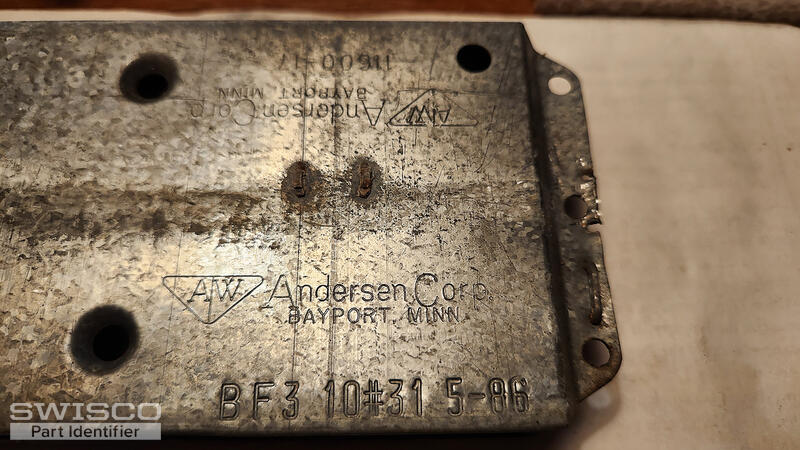 11600-17
AW Andersen Corp.
BAYPORT, MINN.
AW Andersen Corp.
BAYPORT, MINN.
BF3 10#31 5-86
SWISCO
Part Identifier